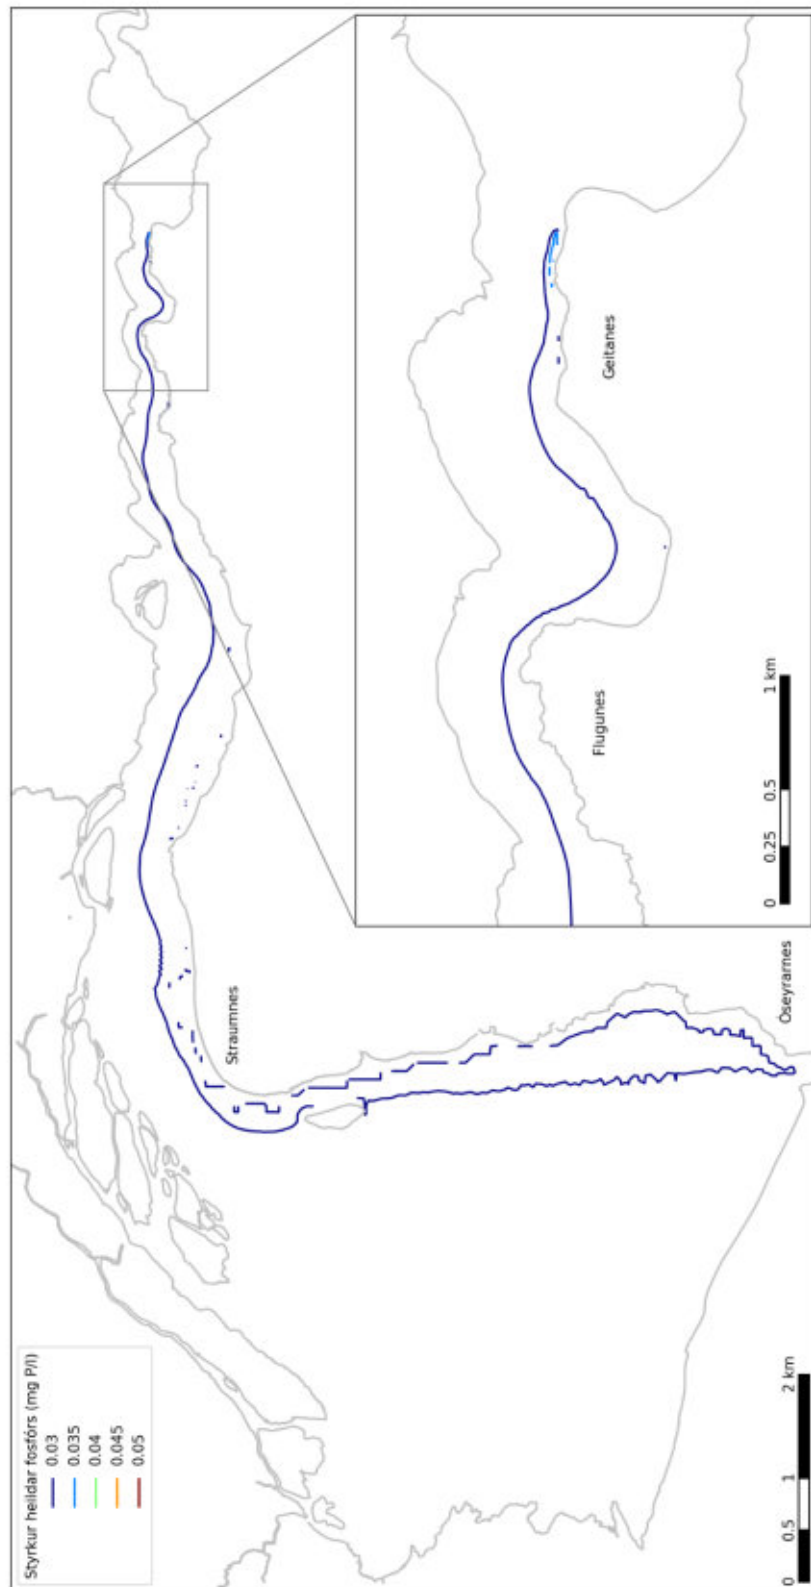 Styrkur heildar fosfórs (mg P/l)
0.03
0.035
0.04
0.045
0.05
Straumnes
Óseyrarnes
Flugunes
Geitanes
0 0.25 0.5 1 km
0 0.5 1 2 km